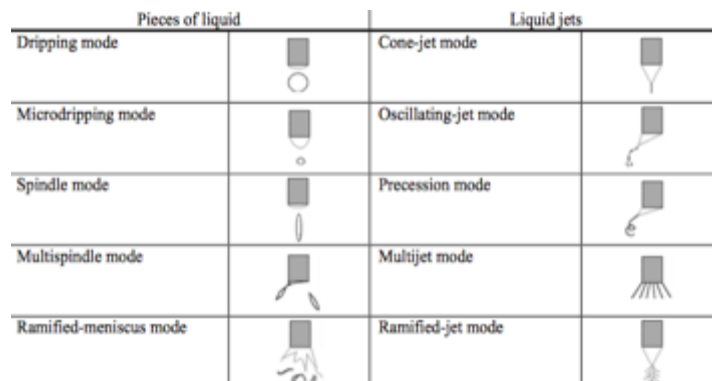 Pieces of liquid
Liquid jets
Dripping mode
Cone-jet mode
Microdripping mode
Oscillating-jet mode
Spindle mode
Precession mode
Multispindle mode
Multijet mode
Ramified-meniscus mode
Ramified-jet mode